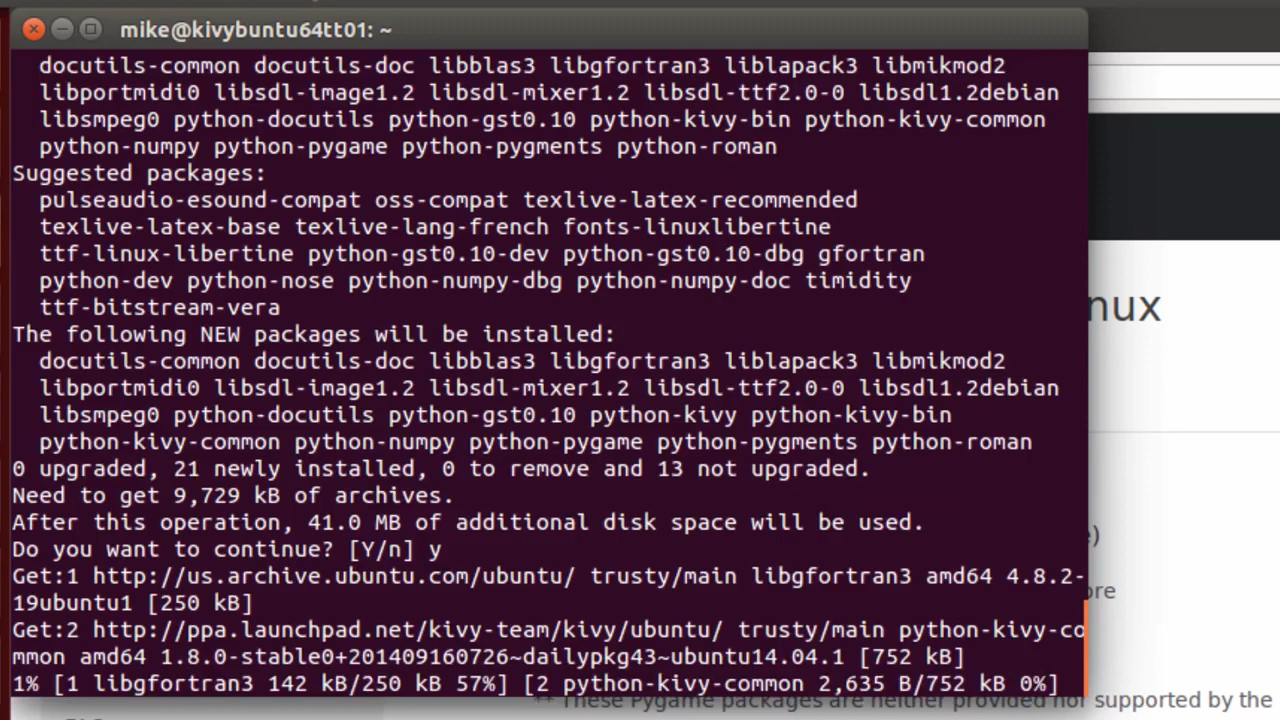 mike@kivybuntu64tt01: ~
docutils-common docutils-doc libblas3 libgfortran3 liblapack3 libmikmod2
libportmidi0 libsdl-image1.2 libsdl-mixer1.2 libsdl-ttf2.0-0 libsdl1.2debian
libsmpeg0 python-docutils python-gst0.10 python-kivy-bin python-kivy-common
python-numpy python-pygame python-pygments python-roman
Suggested packages:
pulseaudio-esound-compat oss-compat texlive-latex-recommended
texlive-latex-base texlive-lang-french fonts-linuxlibertine
ttf-linux-libertine python-gst0.10-dev python-gst0.10-dbg gfortran
python-dev python-nose python-numpy-dbg python-numpy-doc timidity
ttf-bitstream-vera
The following NEW packages will be installed:
docutils-common docutils-doc libblas3 libgfortran3 liblapack3 libmikmod2
libportmidi0 libsdl-image1.2 libsdl-mixer1.2 libsdl-ttf2.0-0 libsdl1.2debian
libsmpeg0 python-docutils python-gst0.10 python-kivy python-kivy-bin
python-kivy-common python-numpy python-pygame python-pygments python-roman
0 upgraded, 21 newly installed, 0 to remove and 13 not upgraded.
Need to get 9,729 kB of archives.
After this operation, 41.0 MB of additional disk space will be used.
Do you want to continue? [Y/n] y
Get:1 http://us.archive.ubuntu.com/ubuntu/ trusty/main libgfortran3 amd64 4.8.2-
19ubuntu1 [250 kB]
Get:2 http://ppa.launchpad.net/kivy-team/kivy/ubuntu/ trusty/main python-kivy-co
mmon amd64 1.8.0-stable0+201409160726~dailypkg43~ubuntu14.04.1 [752 kB]
1% [1 libgfortran3 142 kB/250 kB 57%] [2 python-kivy-common 2,635 B/752 kB 0%]
nux
e)
ore
** These Pygame packages are neither provided nor supported by the